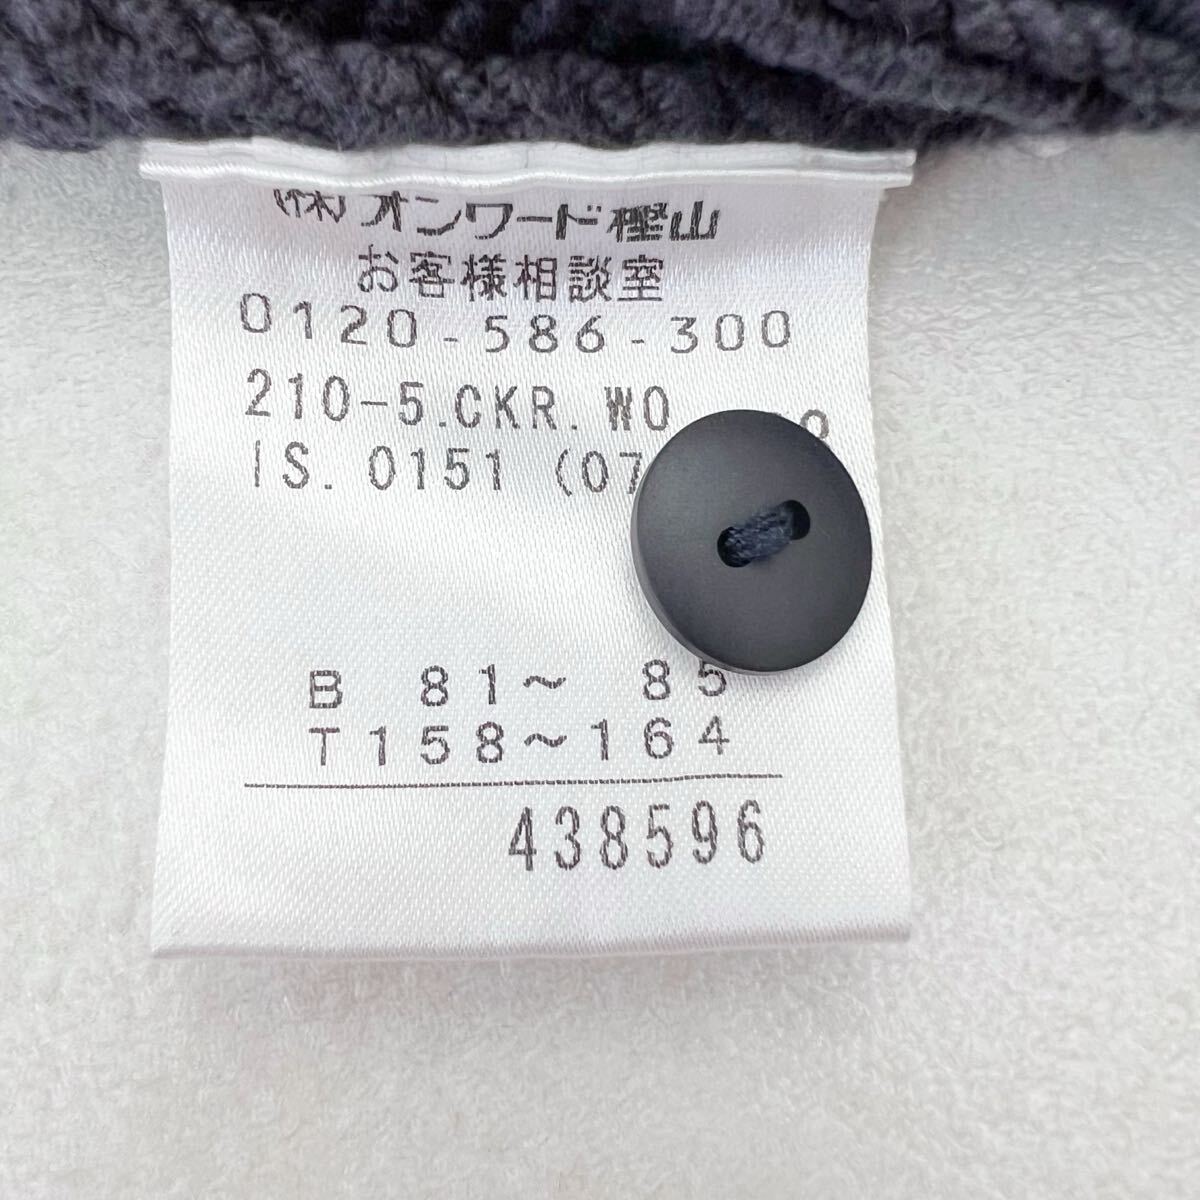 (株)オンワード樫山
お客様相談室
0120-586-300
210-5.CKR.WO
IS.0151 (07
B 81～ 85
T158～164
438596